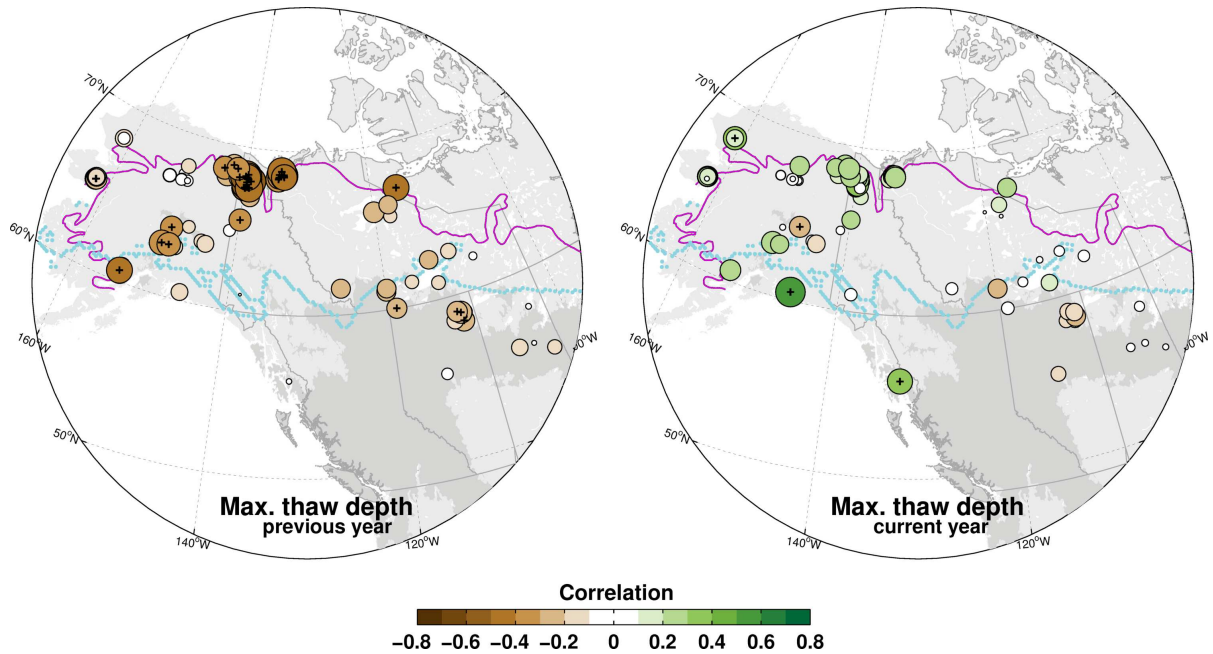 70°N
60°N
160°W
50°N
140°W
120°W
Max. thaw depth
previous year
70°N
60°N
160°W
50°N
140°W
120°W
Max. thaw depth
current year
Correlation
−0.8 −0.6 −0.4 −0.2 0 0.2 0.4 0.6 0.8